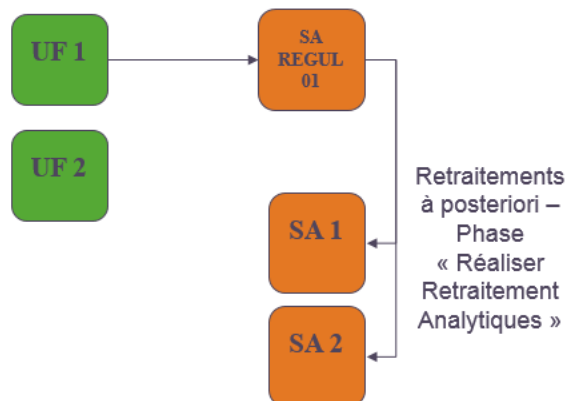 UF 1
SA
REGUL
01
UF 2
SA 1
SA 2
Retraitements
à posteriori –
Phase
« Réaliser
Retraitement
Analytiques »